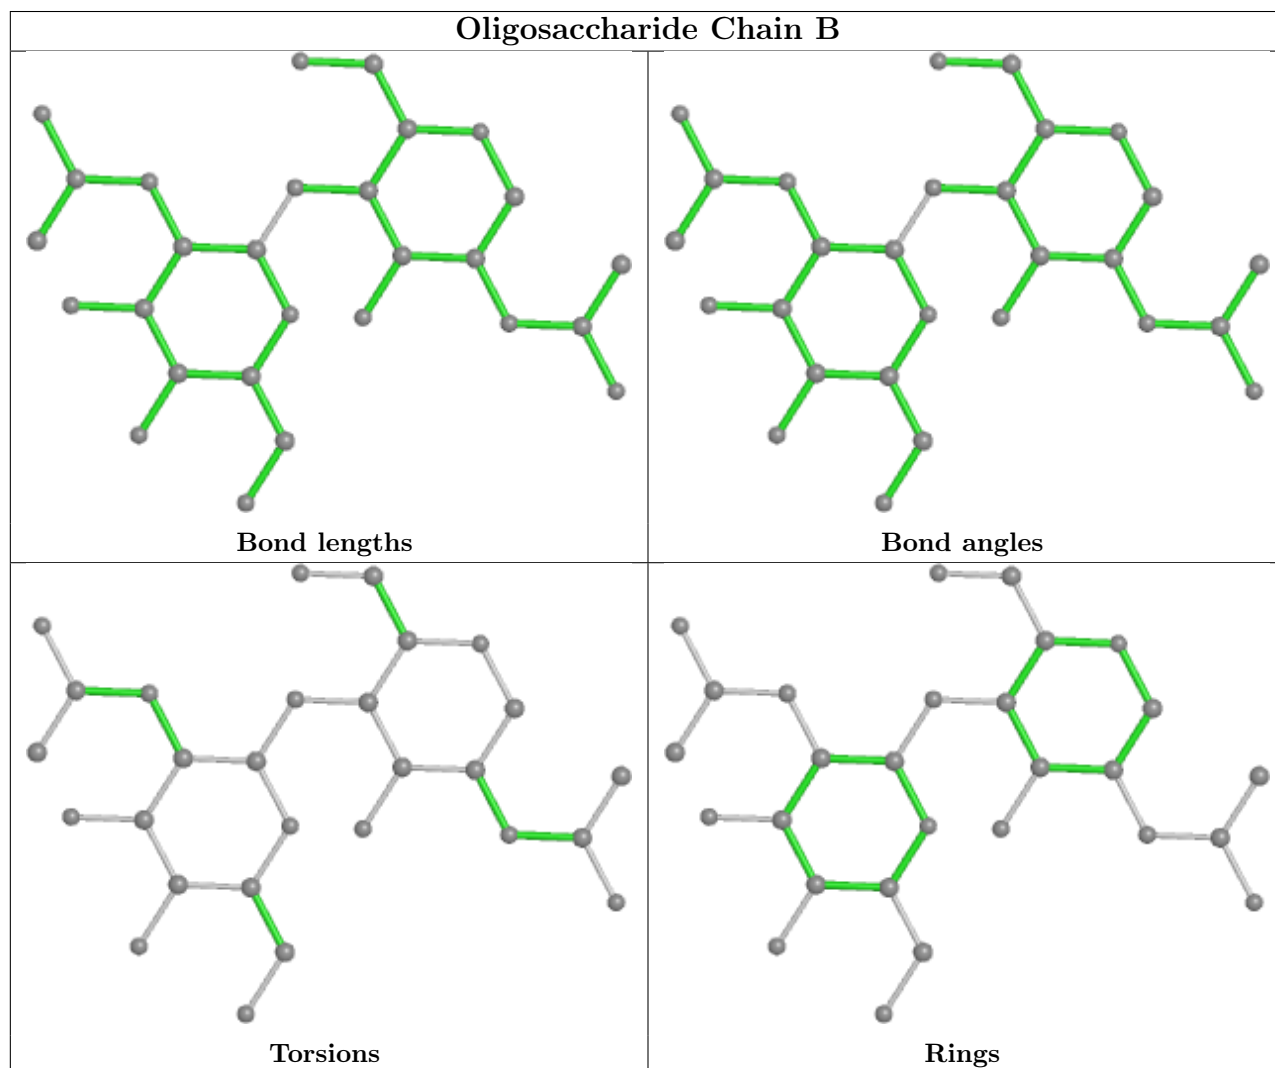 Oligosaccharide Chain B
Bond lengths
Bond angles
Torsions
Rings